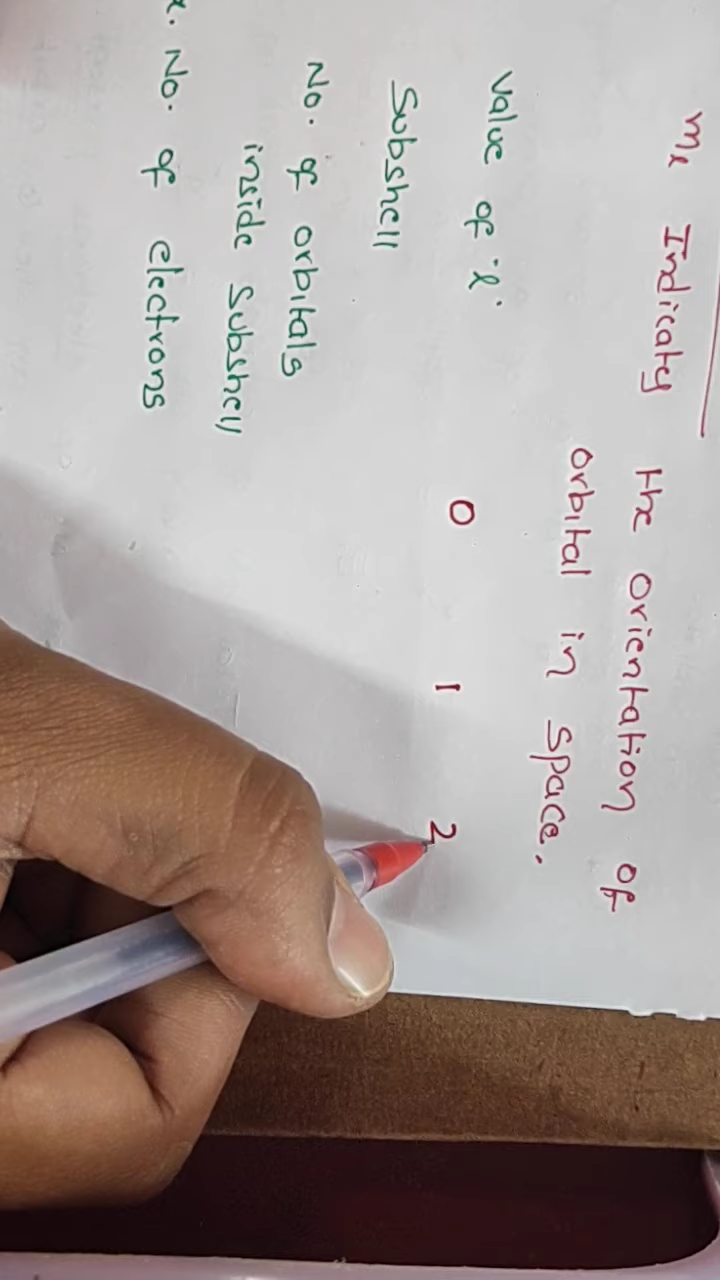 mℓ Indicates the orientation of
orbital in space.
Value of 'l' 0 1 2
Subshell
No. of orbitals
inside subshell
x. No. of electrons